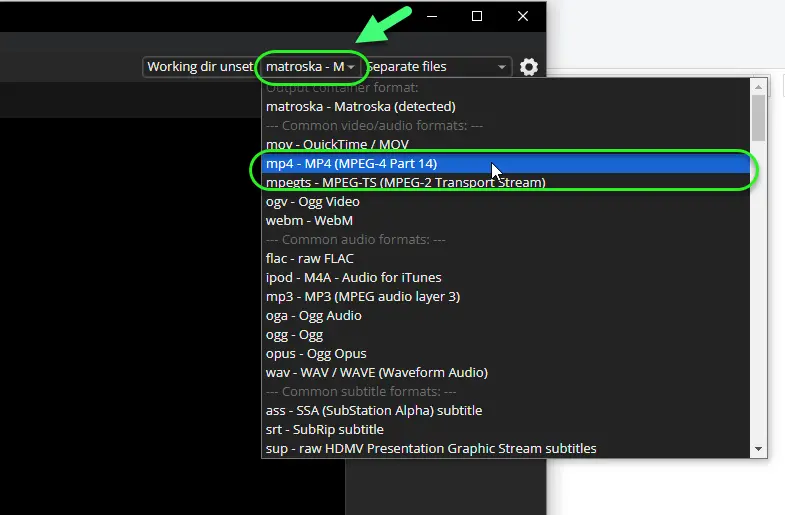 Working dir unset
matroska - M
Separate files
Output container format:
matroska - Matroska (detected)
--- Common video/audio formats: ---
mov - QuickTime / MOV
mp4 - MP4 (MPEG-4 Part 14)
mpegts - MPEG-TS (MPEG-2 Transport Stream)
ogv - Ogg Video
webm - WebM
--- Common audio formats: ---
flac - raw FLAC
ipod - M4A - Audio for iTunes
mp3 - MP3 (MPEG audio layer 3)
oga - Ogg Audio
ogg - Ogg
opus - Ogg Opus
wav - WAV / WAVE (Waveform Audio)
--- Common subtitle formats: ---
ass - SSA (SubStation Alpha) subtitle
srt - SubRip subtitle
sup - raw HDMV Presentation Graphic Stream subtitles